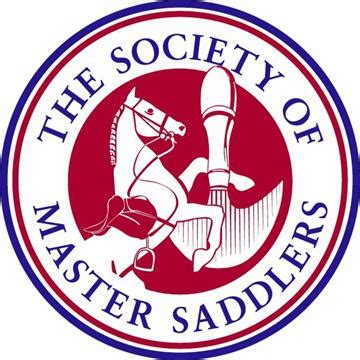 THE SOCIETY OF
MASTER SADDLERS